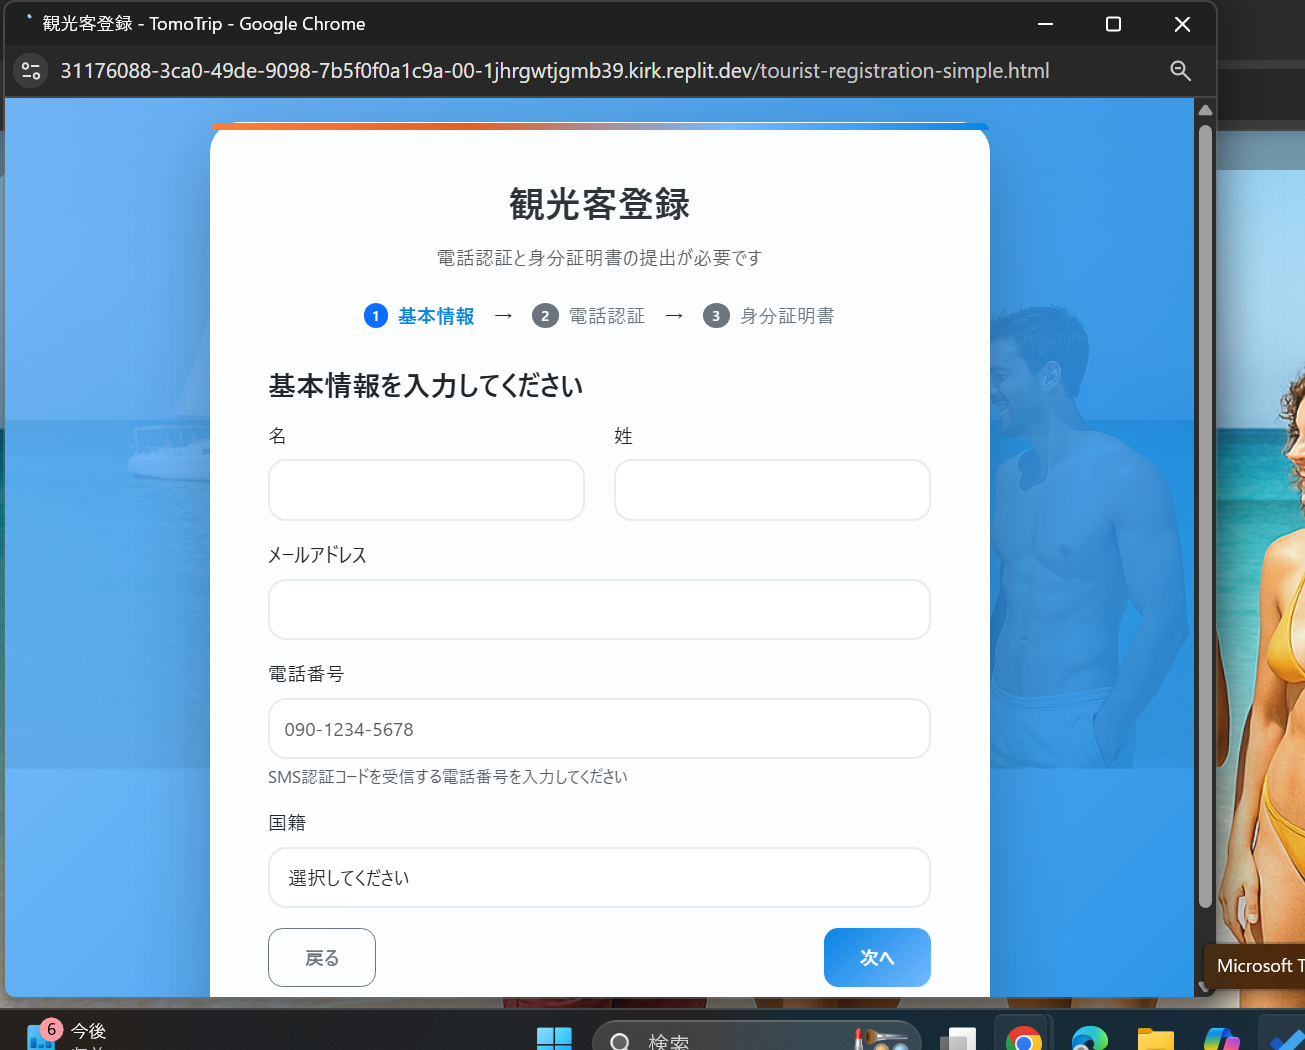 観光客登録 - TomoTrip - Google Chrome
31176088-3ca0-49de-9098-7b5f0f0a1c9a-00-1jhrgwtjgmb39.kirk.replit.dev/tourist-registration-simple.html
観光客登録
電話認証と身分証明書の提出が必要です
1 基本情報 → 2 電話認証 → 3 身分証明書
基本情報を入力してください
名 姓
メールアドレス
電話番号
090-1234-5678
SMS認証コードを受信する電話番号を入力してください
国籍
選択してください
戻る 次へ
Microsoft T
6 今後
検索